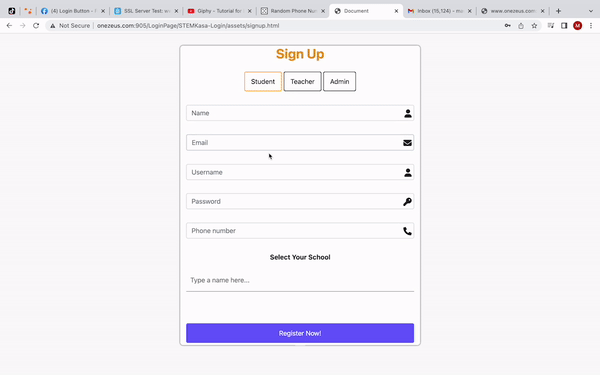 (4) Login Button - F
SSL Server Test: w
Giphy - Tutorial for
Random Phone Nu
Document
Inbox (15,124) - m
www.onezeus.com
Not Secure
onezeus.com:905/LoginPage/STEMKasa-Login/assets/signup.html
M
Sign Up
Student
Teacher
Admin
Name
Email
Username
Password
Phone number
Select Your School
Type a name here...
Register Now!